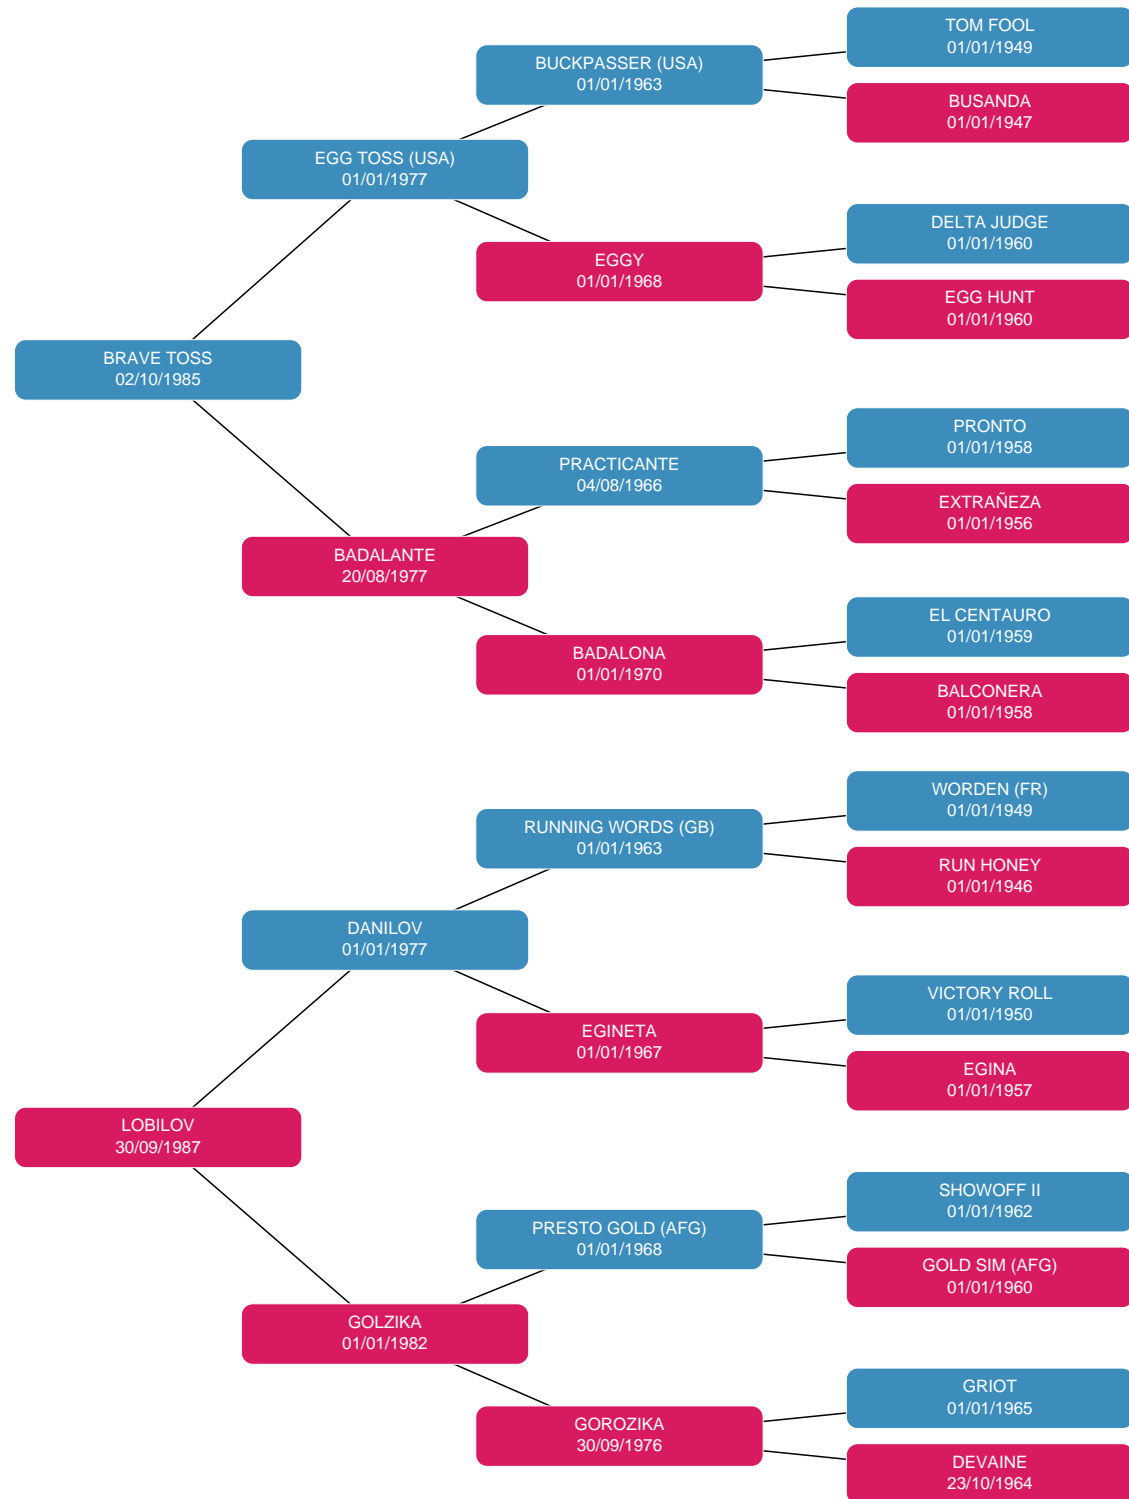 TOM FOOL
01/01/1949
BUCKPASSER (USA)
01/01/1963
BUSANDA
01/01/1947
EGG TOSS (USA)
01/01/1977
DELTA JUDGE
01/01/1960
EGGY
01/01/1968
EGG HUNT
01/01/1960
BRAVE TOSS
02/10/1985
PRONTO
01/01/1958
PRACTICANTE
04/08/1966
EXTRAÑEZA
01/01/1956
BADALANTE
20/08/1977
EL CENTAURO
01/01/1959
BADALONA
01/01/1970
BALCONERA
01/01/1958
WORDEN (FR)
01/01/1949
RUNNING WORDS (GB)
01/01/1963
RUN HONEY
01/01/1946
DANILOV
01/01/1977
VICTORY ROLL
01/01/1950
EGINETA
01/01/1967
EGINA
01/01/1957
LOBILOV
30/09/1987
SHOWOFF II
01/01/1962
PRESTO GOLD (AFG)
01/01/1968
GOLD SIM (AFG)
01/01/1960
GOLZIKA
01/01/1982
GRIOT
01/01/1965
GOROZIKA
30/09/1976
DEVAINE
23/10/1964